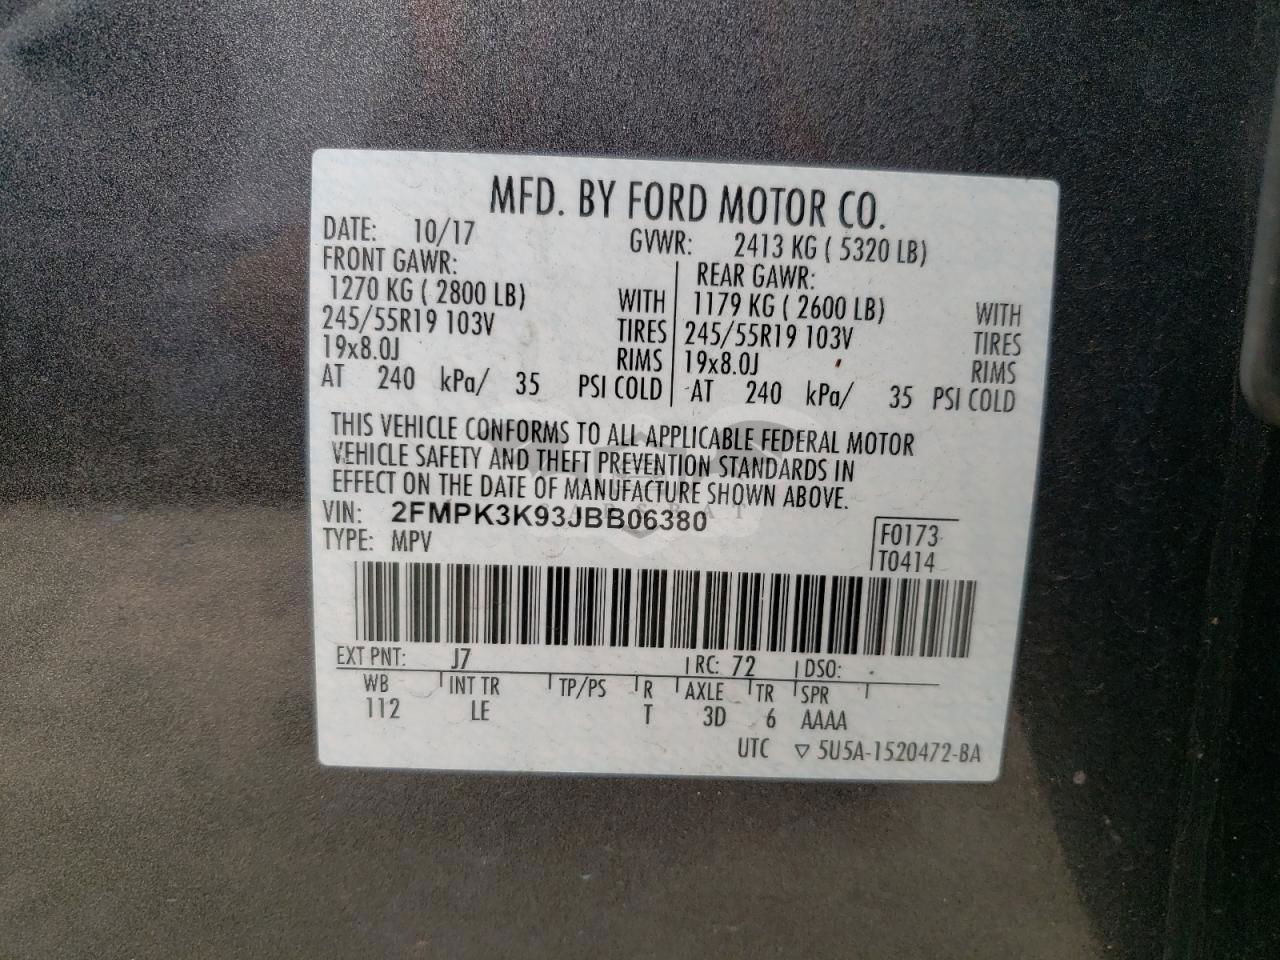 MFD. BY FORD MOTOR CO.
DATE: 10/17 GVWR: 2413 KG ( 5320 LB)
FRONT GAWR: REAR GAWR:
1270 KG ( 2800 LB) WITH 1179 KG ( 2600 LB) WITH
245/55R19 103V TIRES 245/55R19 103V TIRES
19x8.0J RIMS 19x8.0J RIMS
AT 240 kPa/ 35 PSI COLD AT 240 kPa/ 35 PSI COLD
THIS VEHICLE CONFORMS TO ALL APPLICABLE FEDERAL MOTOR
VEHICLE SAFETY AND THEFT PREVENTION STANDARDS IN
EFFECT ON THE DATE OF MANUFACTURE SHOWN ABOVE.
VIN: 2FMPK3K93JBB06380
TYPE: MPV
F0173
T0414
EXT PNT: J7 RC: 72 DSO:
WB INT TR TP/PS R AXLE TR SPR
112 LE T 3D 6 AAAA
UTC ▽ 5U5A-1520472-BA